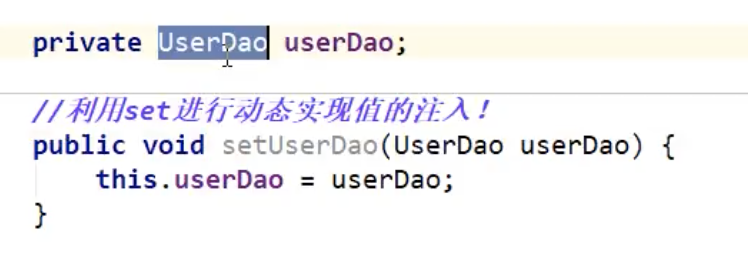 private UserDao userDao;
//利用set进行动态实现值的注入！
public void setUserDao(UserDao userDao) {
    this.userDao = userDao;
}